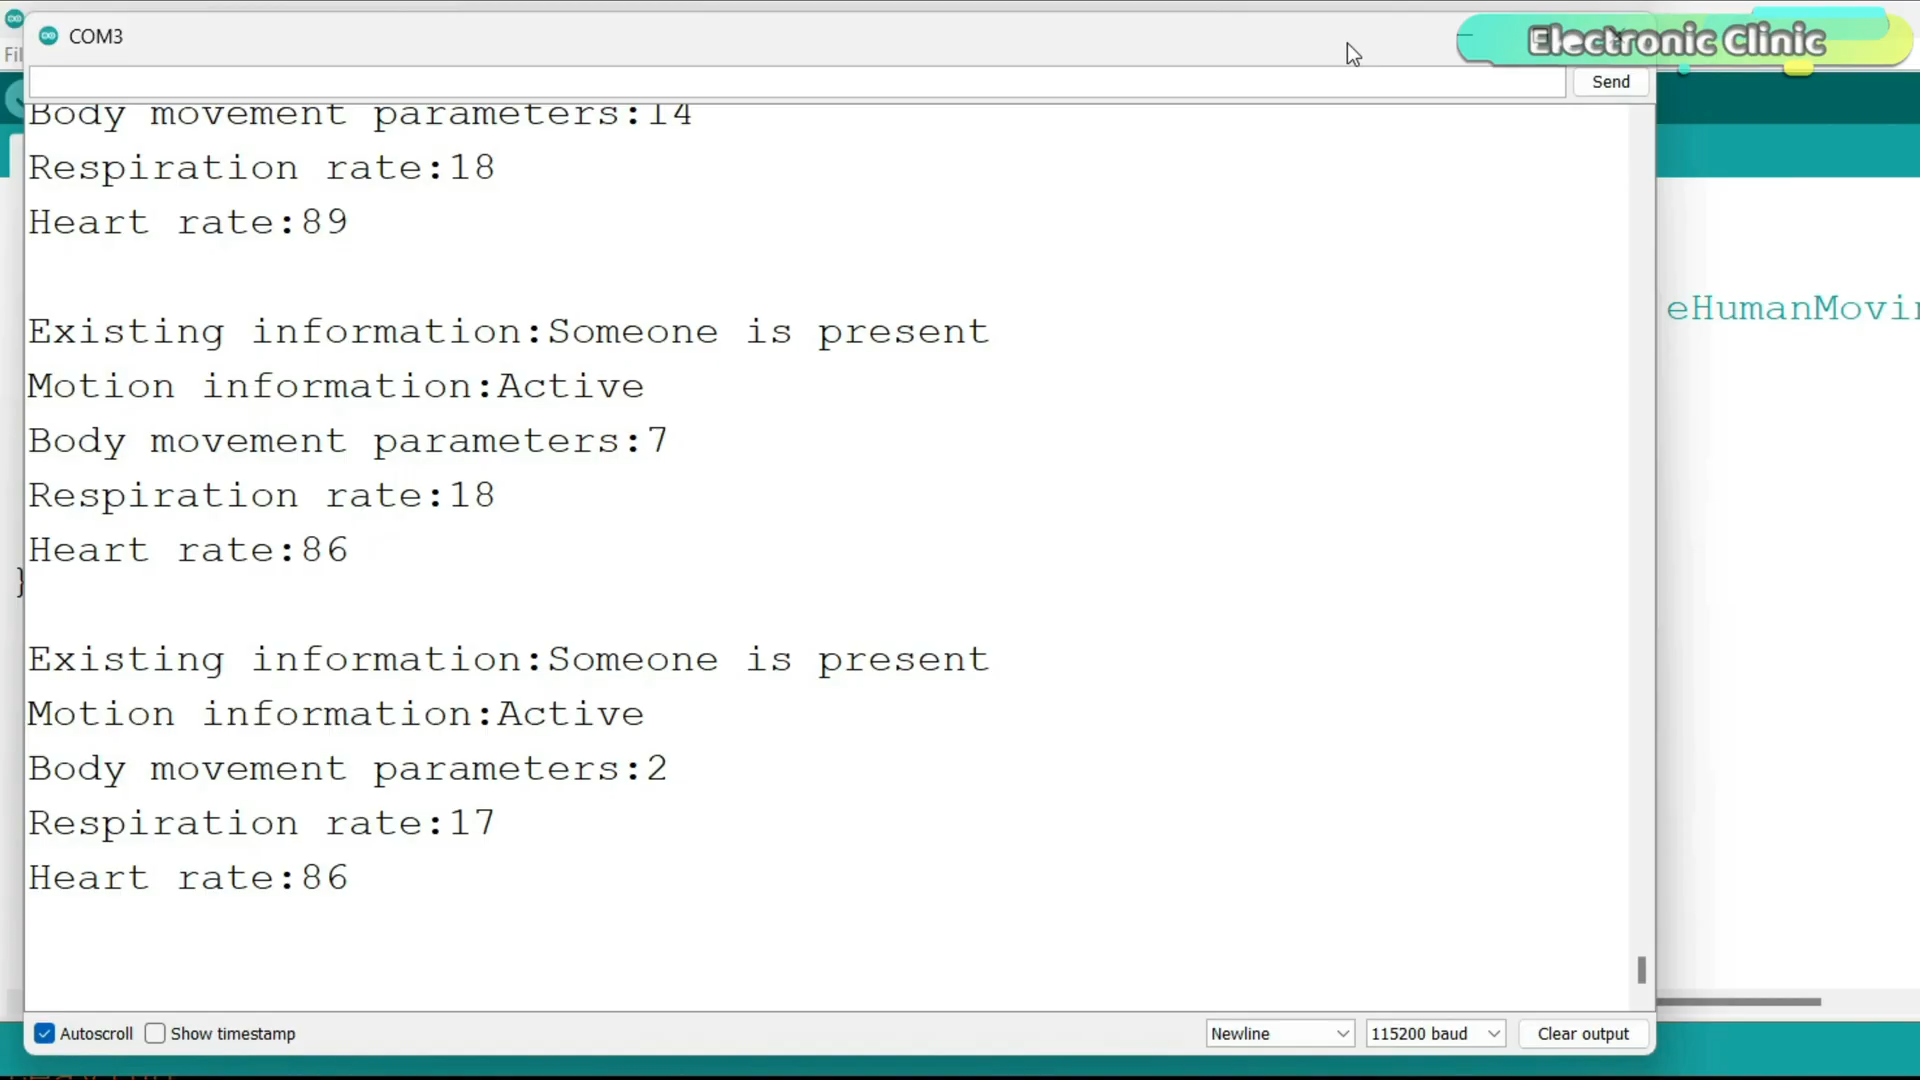 COM3
Electronic Clinic
Fil
Send
Body movement parameters:14
Respiration rate:18
Heart rate:89
eHumanMovin
Existing information:Someone is present
Motion information:Active
Body movement parameters:7
Respiration rate:18
Heart rate:86
}
Existing information:Someone is present
Motion information:Active
Body movement parameters:2
Respiration rate:17
Heart rate:86
Autoscroll Show timestamp Newline 115200 baud Clear output